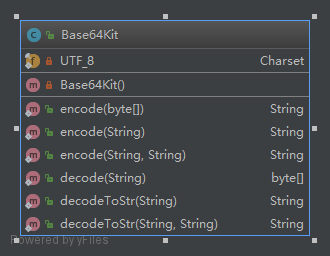 Base64Kit
UTF_8 Charset
Base64Kit()
encode(byte[]) String
encode(String) String
encode(String, String) String
decode(String) byte[]
decodeToStr(String) String
decodeToStr(String, String) String
Powered by yFiles